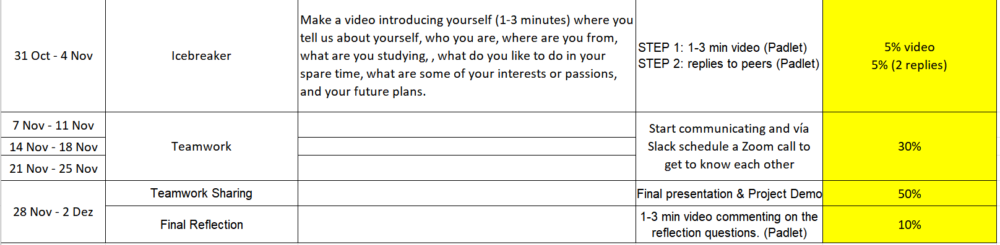 31 Oct - 4 Nov
Icebreaker
Make a video introducing yourself (1-3 minutes) where you
tell us about yourself, who you are, where are you from,
what are you studying, , what do you like to do in your
spare time, what are some of your interests or passions,
and your future plans.
STEP 1: 1-3 min video (Padlet)
STEP 2: replies to peers (Padlet)
5% video
5% (2 replies)
7 Nov - 11 Nov
14 Nov - 18 Nov
21 Nov - 25 Nov
Teamwork
Start communicating and vía
Slack schedule a Zoom call to
get to know each other
30%
28 Nov - 2 Dez
Teamwork Sharing
Final presentation & Project Demo
50%
Final Reflection
1-3 min video commenting on the
reflection questions. (Padlet)
10%